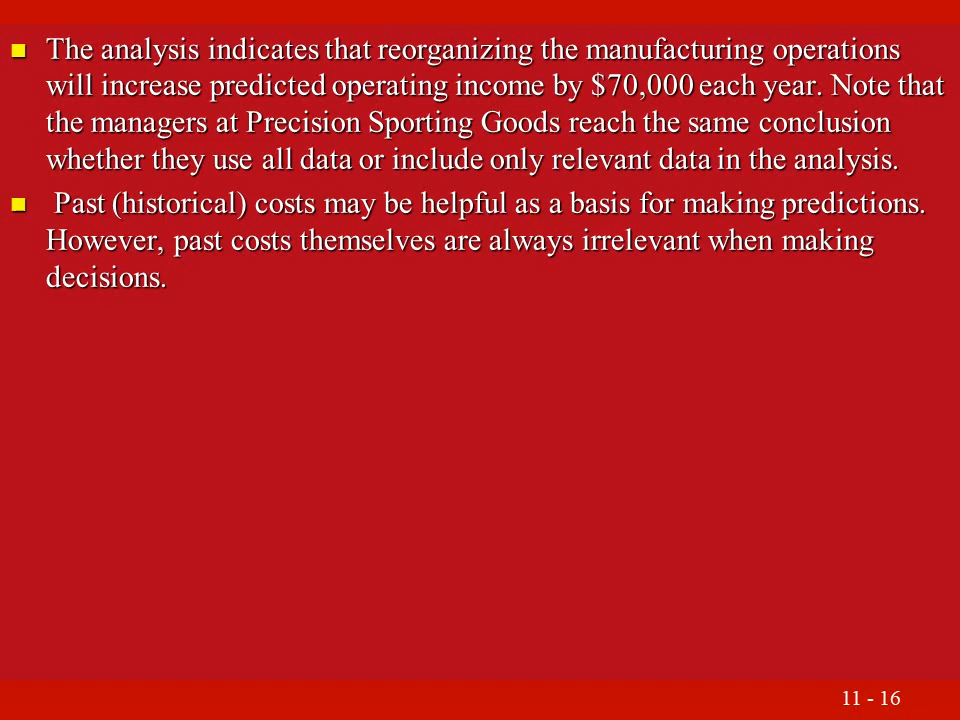 The analysis indicates that reorganizing the manufacturing operations
will increase predicted operating income by $70,000 each year. Note that
the managers at Precision Sporting Goods reach the same conclusion
whether they use all data or include only relevant data in the analysis.
Past (historical) costs may be helpful as a basis for making predictions.
However, past costs themselves are always irrelevant when making
decisions.
11 - 16